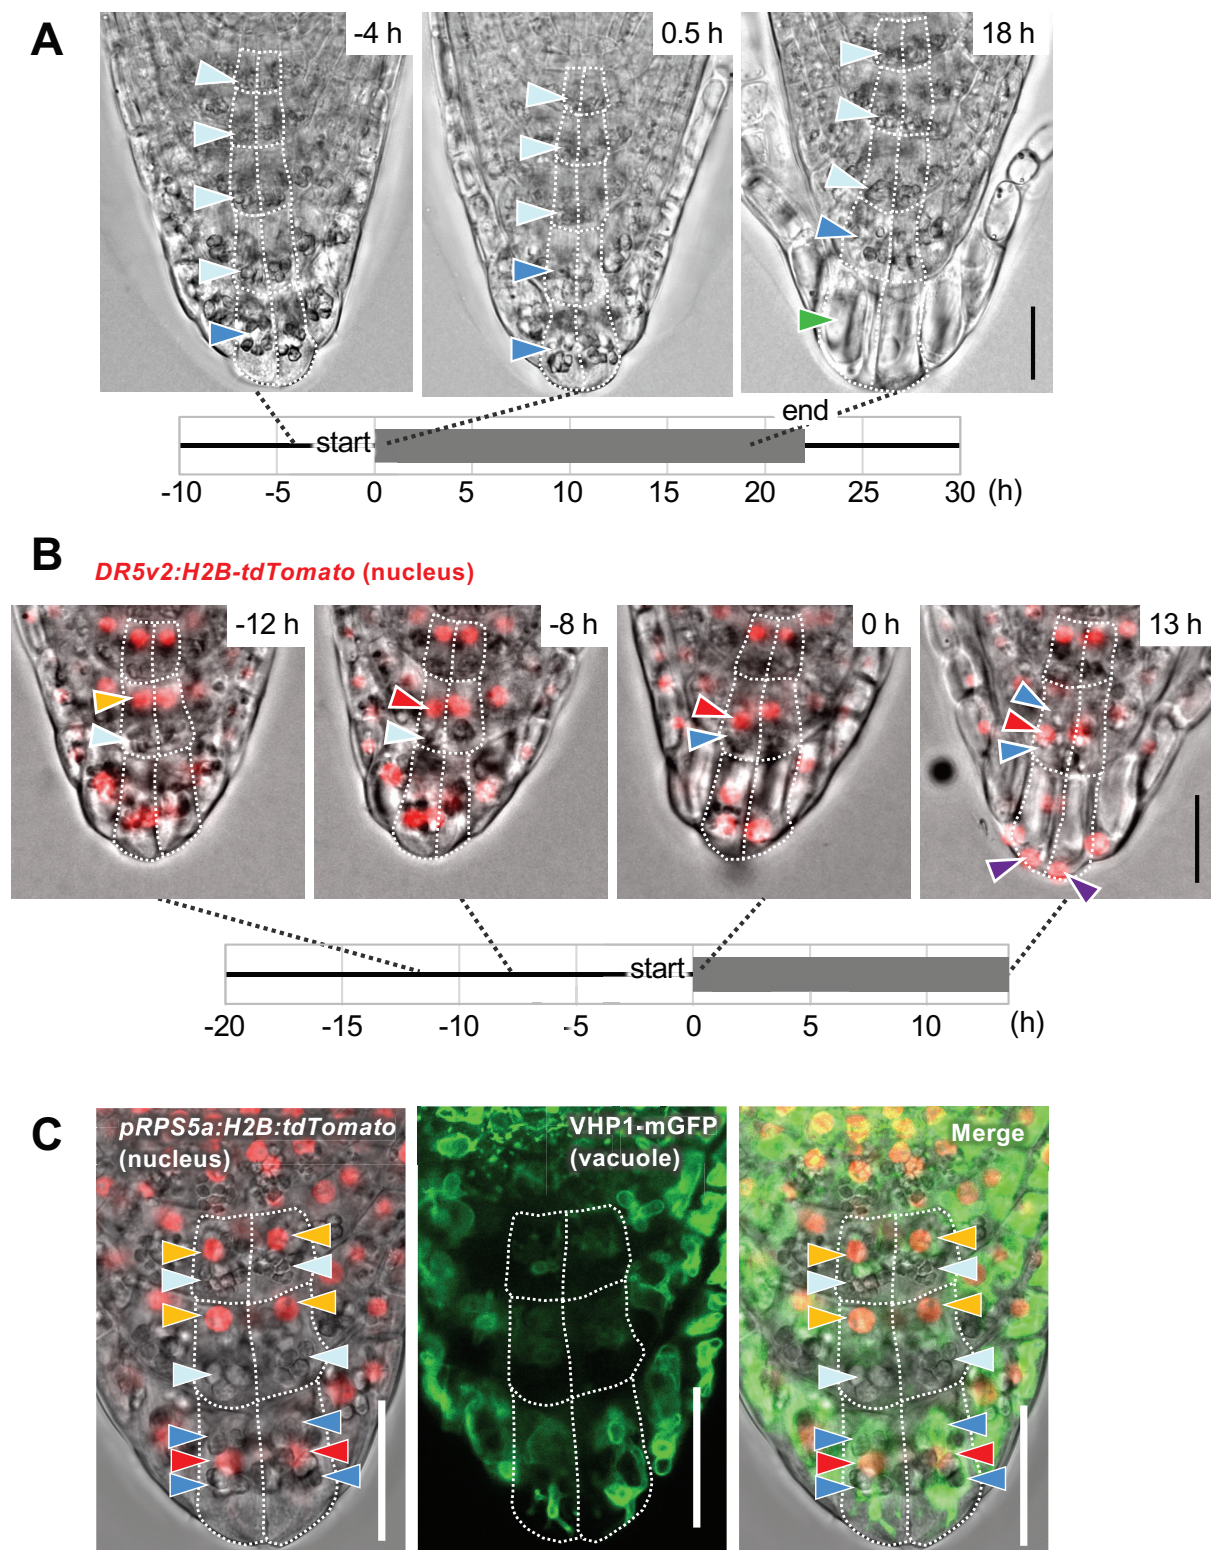 A
-4 h
0.5 h
18 h
end
start
-10 -5 0 5 10 15 20 25 30 (h)
B
DR5v2:H2B-tdTomato (nucleus)
-12 h
-8 h
0 h
13 h
start
-20 -15 -10 -5 0 5 10 (h)
C
pRPS5a:H2B:tdTomato
(nucleus)
VHP1-mGFP
(vacuole)
Merge